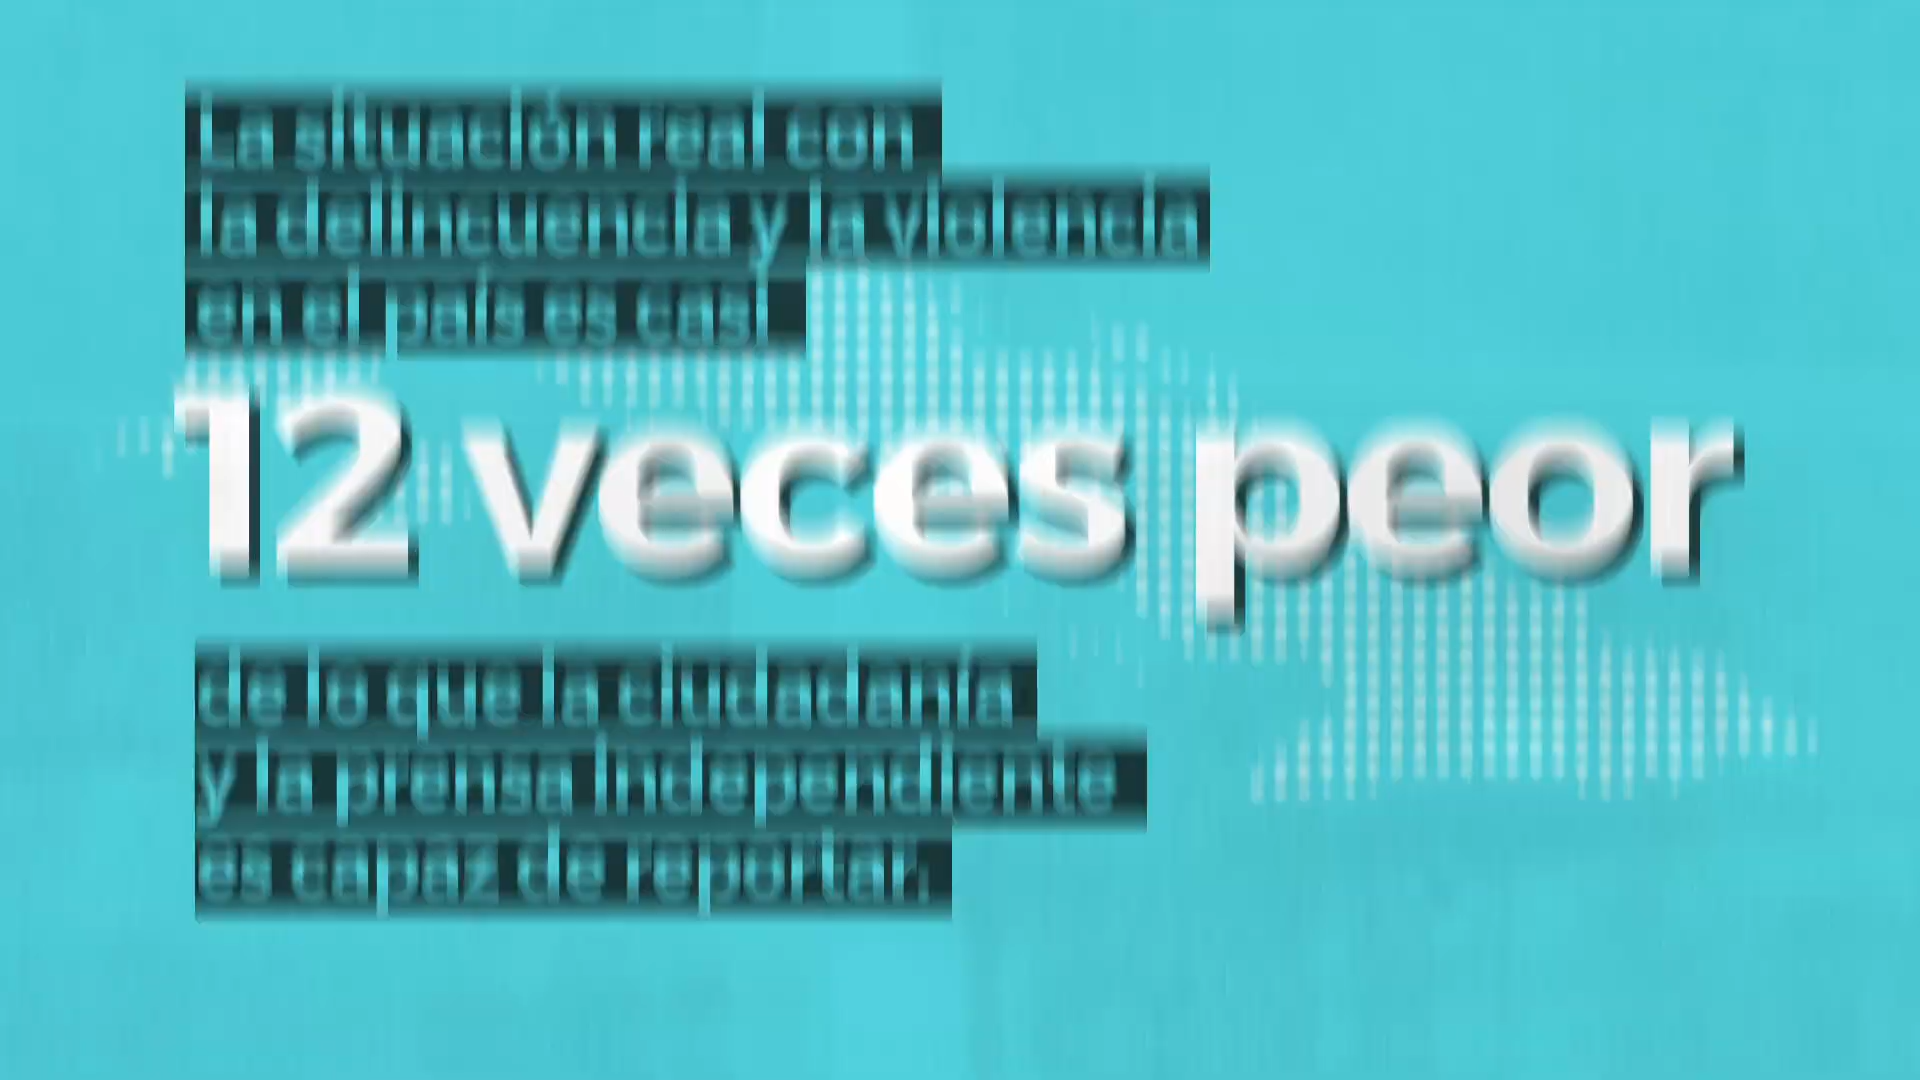 La situación real con
la delincuencia y la violencia
en el país es casi
12 veces peor
de lo que la ciudadanía
y la prensa independiente
es capaz de reportar.